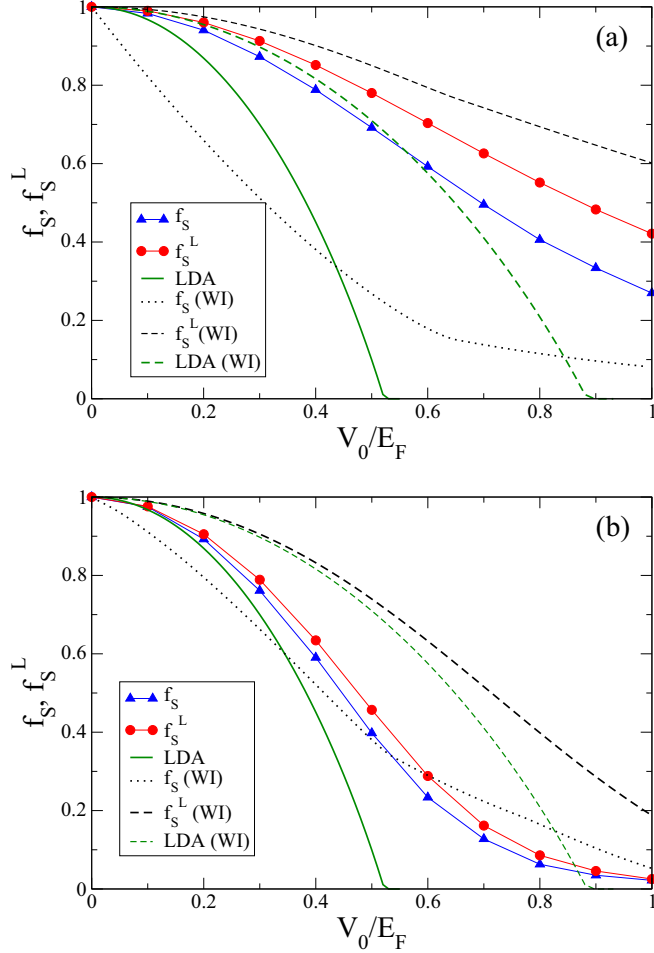 (a)
1
0.8
0.6
0.4
0.2
0
f_S, f_S^L
f_S
f_S^L
LDA
f_S (WI)
f_S^L (WI)
LDA (WI)
0 0.2 0.4 0.6 0.8 1
V_0/E_F
(b)
1
0.8
0.6
0.4
0.2
0
f_S, f_S^L
f_S
f_S^L
LDA
f_S (WI)
f_S^L (WI)
LDA (WI)
0 0.2 0.4 0.6 0.8 1
V_0/E_F